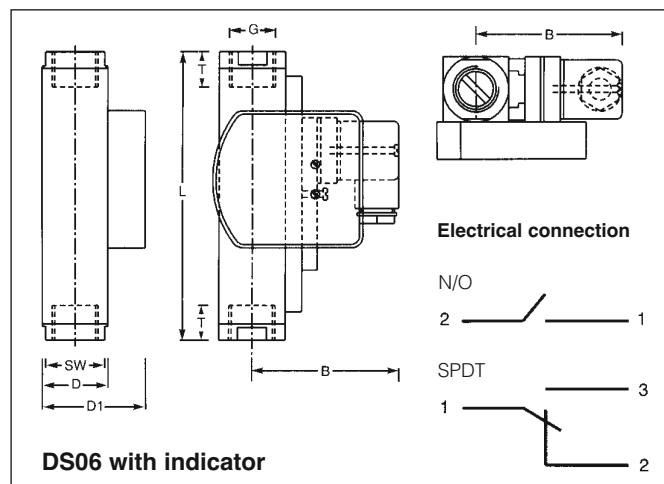 G
T
L
T
SW
D
D1
B
DS06 with indicator
B
Electrical connection
N/O
2 1
SPDT
3
1
2